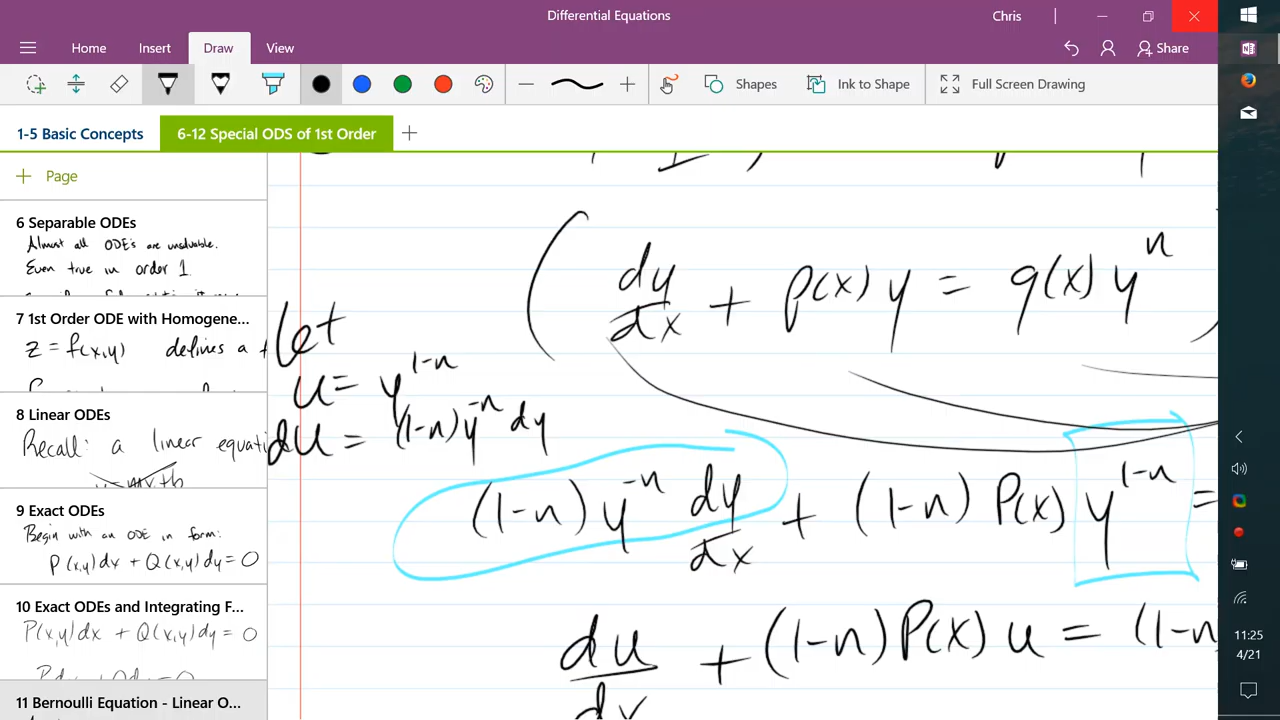 Differential Equations
Chris
Home Insert Draw View
Share
Shapes Ink to Shape Full Screen Drawing
1-5 Basic Concepts
6-12 Special ODS of 1st Order
Page
6 Separable ODEs
Almost all ODE's are unsolvable.
Even true in order 1
7 1st Order ODE with Homogene...
z = f(x,y) defines a
8 Linear ODEs
Recall: a linear equati
9 Exact ODEs
Begin with an ODE in form:
P(x,y)dx + Q(x,y)dy = 0
10 Exact ODEs and Integrating F...
P(x,y)dx + Q(x,y)dy = 0
11 Bernoulli Equation - Linear O...
( dy/dx + p(x) y = q(x) y^n
let
u = y^{1-n}
du = (1-n)y^{-n} dy
(1-n) y^{-n} dy/dx + (1-n) P(x) y^{1-n} =
du/dx + (1-n)P(x) u = (1-n
11:25
4/21